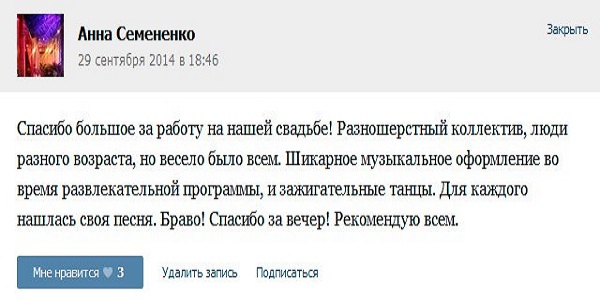 Анна Семененко
Закрыть
29 сентября 2014 в 18:46
Спасибо большое за работу на нашей свадьбе! Разношерстный коллектив, люди
разного возраста, но весело было всем. Шикарное музыкальное оформление во
время развлекательной программы, и зажигательные танцы. Для каждого
нашлась своя песня. Браво! Спасибо за вечер! Рекомендую всем.
Мне нравится 3 Удалить запись Подписаться